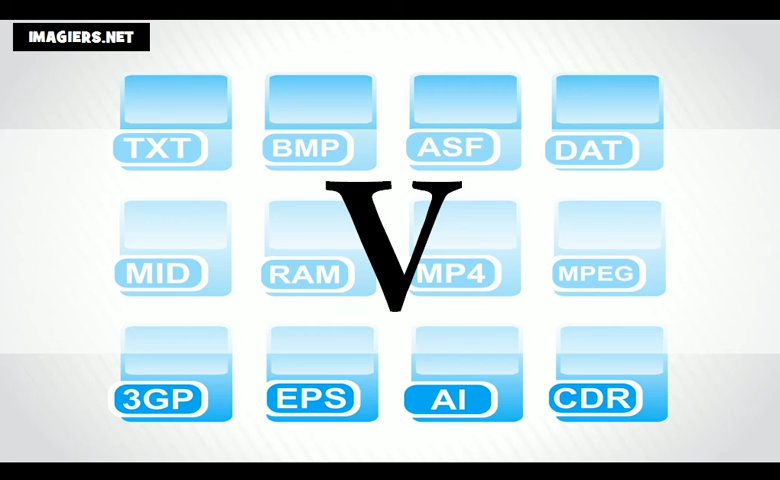 IMAGIERS.NET
TXT BMP ASF DAT
V
MID RAM MP4 MPEG
3GP EPS AI CDR